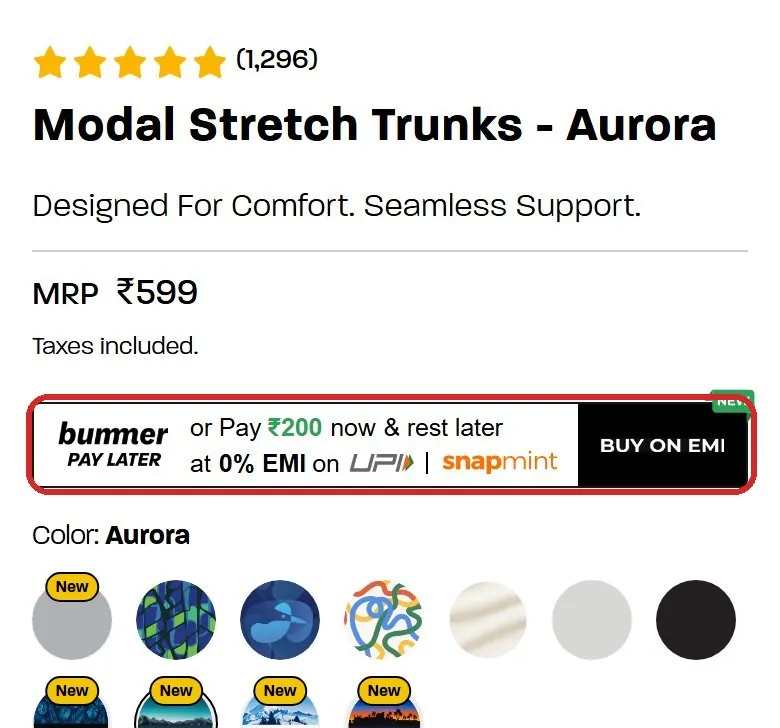 (1,296)
Modal Stretch Trunks - Aurora
Designed For Comfort. Seamless Support.
MRP ₹599
Taxes included.
NEW
bummer
PAY LATER
or Pay ₹200 now & rest later
at 0% EMI on UPI | snapmint
BUY ON EMI
Color: Aurora
New
New
New
New
New